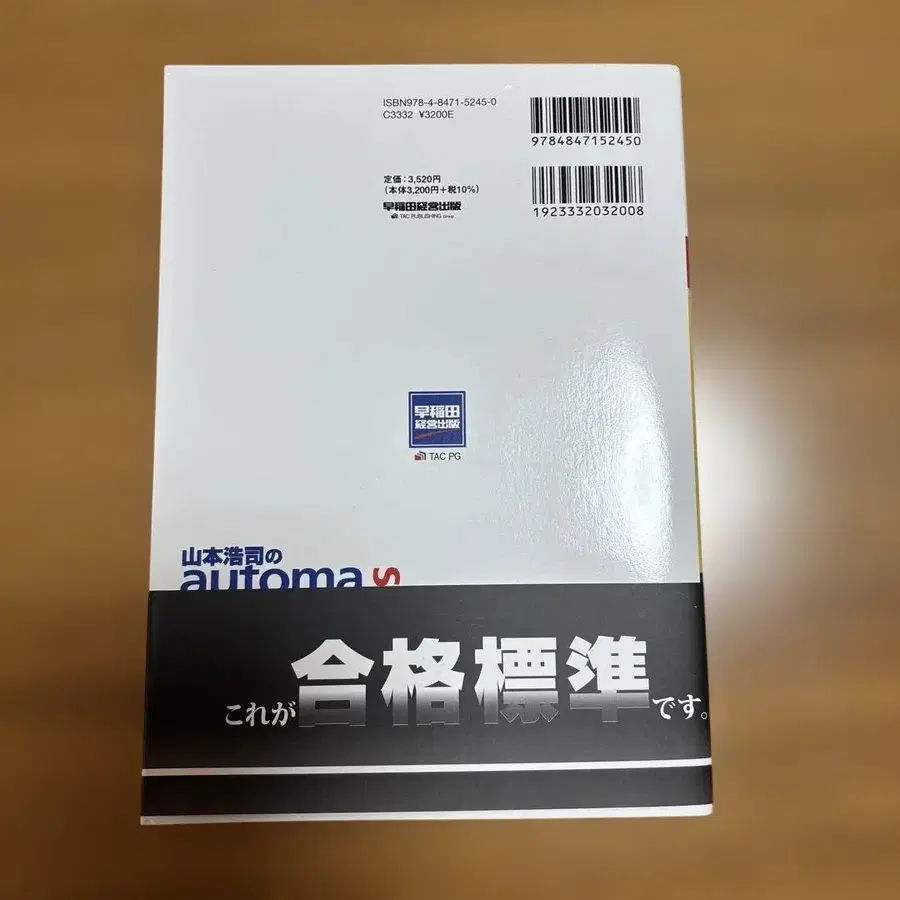 ISBN978-4-8471-5245-0
C3332 ¥3200E
9784847152450
定価：3,520円
（本体3,200円＋税10%）
早稲田経営出版
TAC PUBLISHING Group
1923332032008
早稲田
経営出版
TAC PG
山本浩司の
automa s
これが合格標準です。